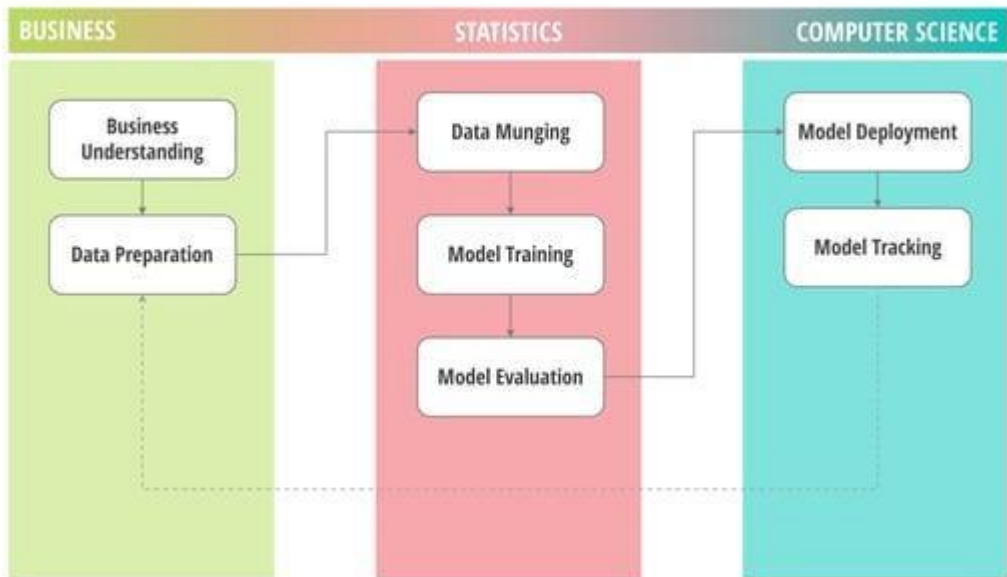 BUSINESS
STATISTICS
COMPUTER SCIENCE
Business
Understanding
Data Preparation
Data Munging
Model Training
Model Evaluation
Model Deployment
Model Tracking